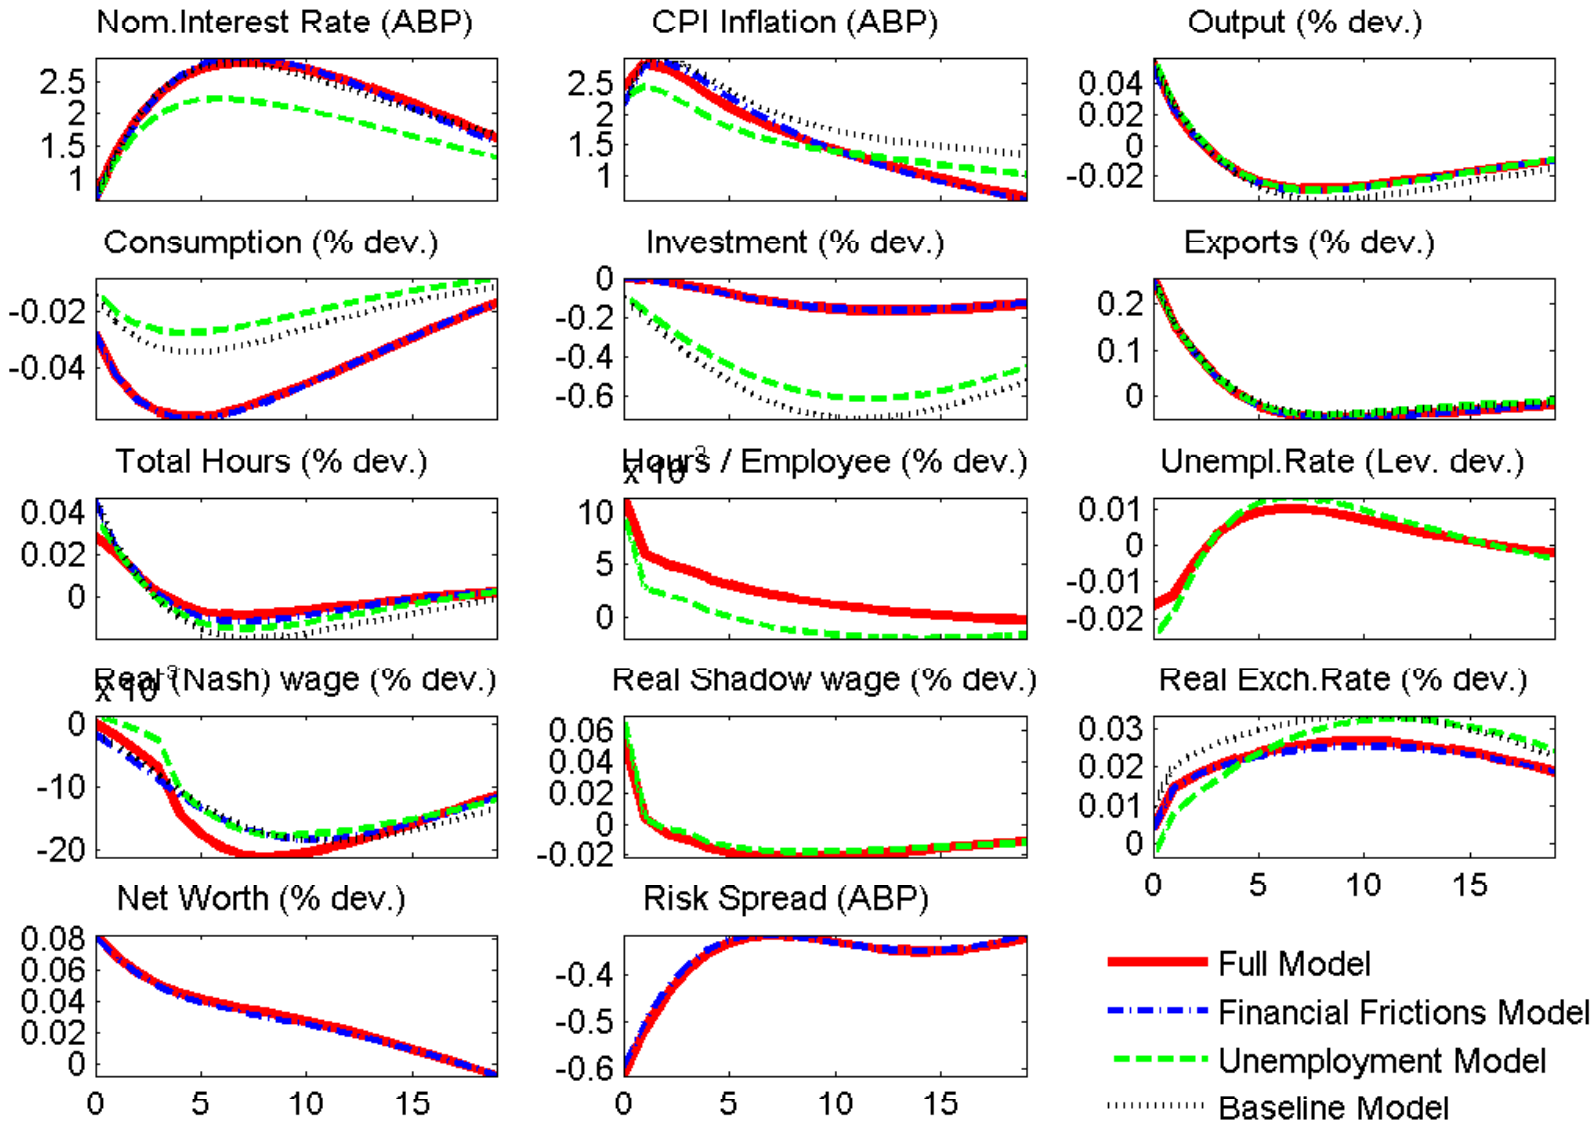 Nom.Interest Rate (ABP)
CPI Inflation (ABP)
Output (% dev.)
2.5
2
1.5
1
2.5
2
1.5
1
0.04
0.02
0
-0.02
Consumption (% dev.)
Investment (% dev.)
Exports (% dev.)
-0.02
-0.04
0
-0.2
-0.4
-0.6
0.2
0.1
0
Total Hours (% dev.)
Hours / Employee (% dev.)
x 10-3
Unempl.Rate (Lev. dev.)
0.04
0.02
0
10
5
0
0.01
0
-0.01
-0.02
Real (Nash) wage (% dev.)
x 10-3
Real Shadow wage (% dev.)
Real Exch.Rate (% dev.)
0
-10
-20
0.06
0.04
0.02
0
-0.02
0.03
0.02
0.01
0
0 5 10 15
Net Worth (% dev.)
Risk Spread (ABP)
0.08
0.06
0.04
0.02
0
0 5 10 15
-0.4
-0.5
-0.6
0 5 10 15
Full Model
Financial Frictions Model
Unemployment Model
Baseline Model